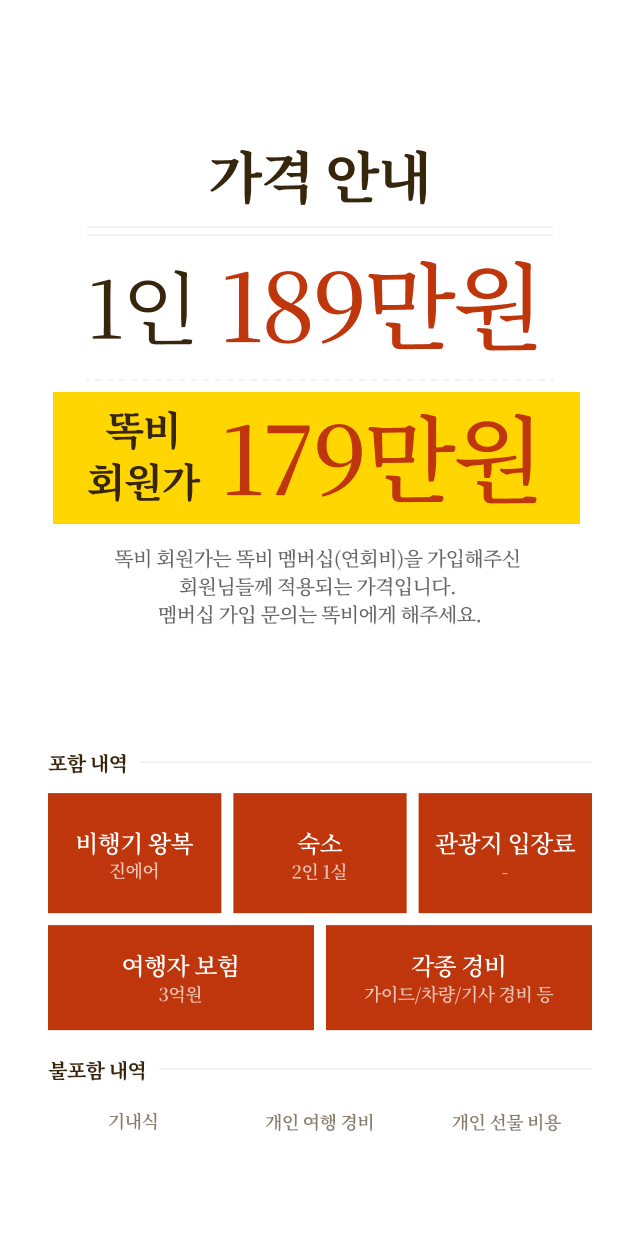 가격 안내
1인 189만원
똑비
회원가
179만원
똑비 회원가는 똑비 멤버십(연회비)을 가입해주신
회원님들께 적용되는 가격입니다.
멤버십 가입 문의는 똑비에게 해주세요.
포함 내역
비행기 왕복
진에어
숙소
2인 1실
관광지 입장료
-
여행자 보험
3억원
각종 경비
가이드/차량/기사 경비 등
불포함 내역
기내식
개인 여행 경비
개인 선물 비용